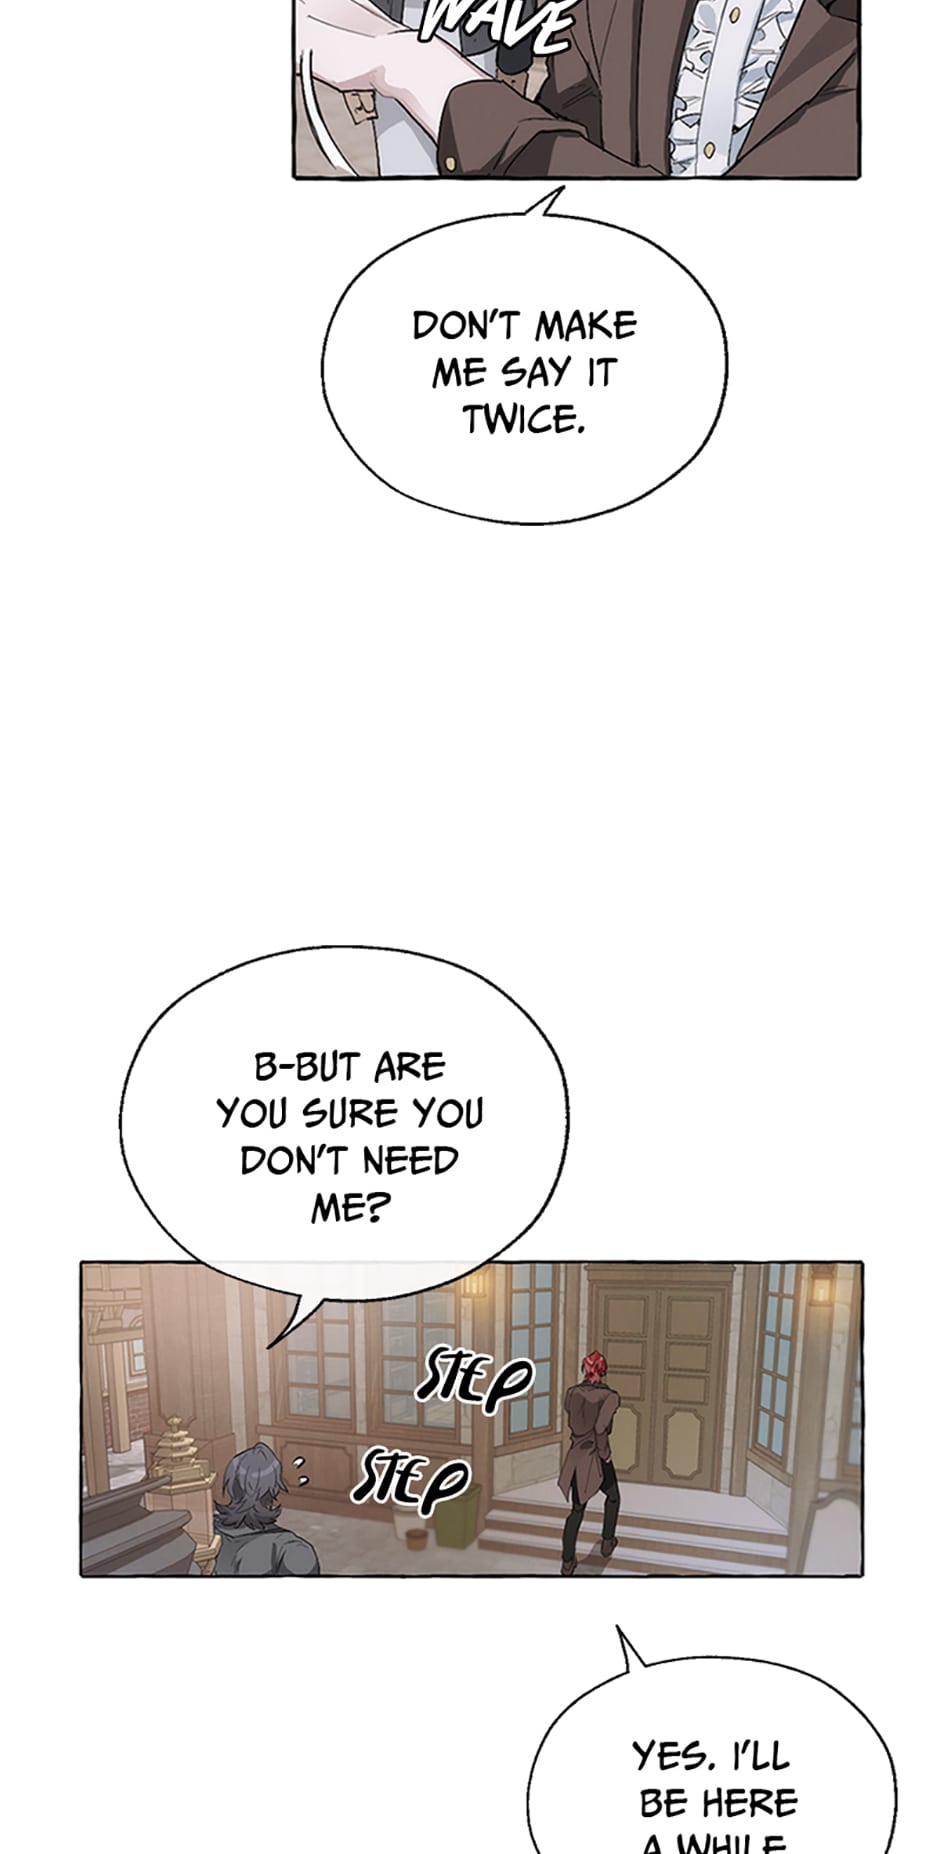 WAVE
DON'T MAKE
ME SAY IT
TWICE.
B-BUT ARE
YOU SURE YOU
DON'T NEED
ME?
STEP
STEP
YES. I'LL
BE HERE
A WHILE